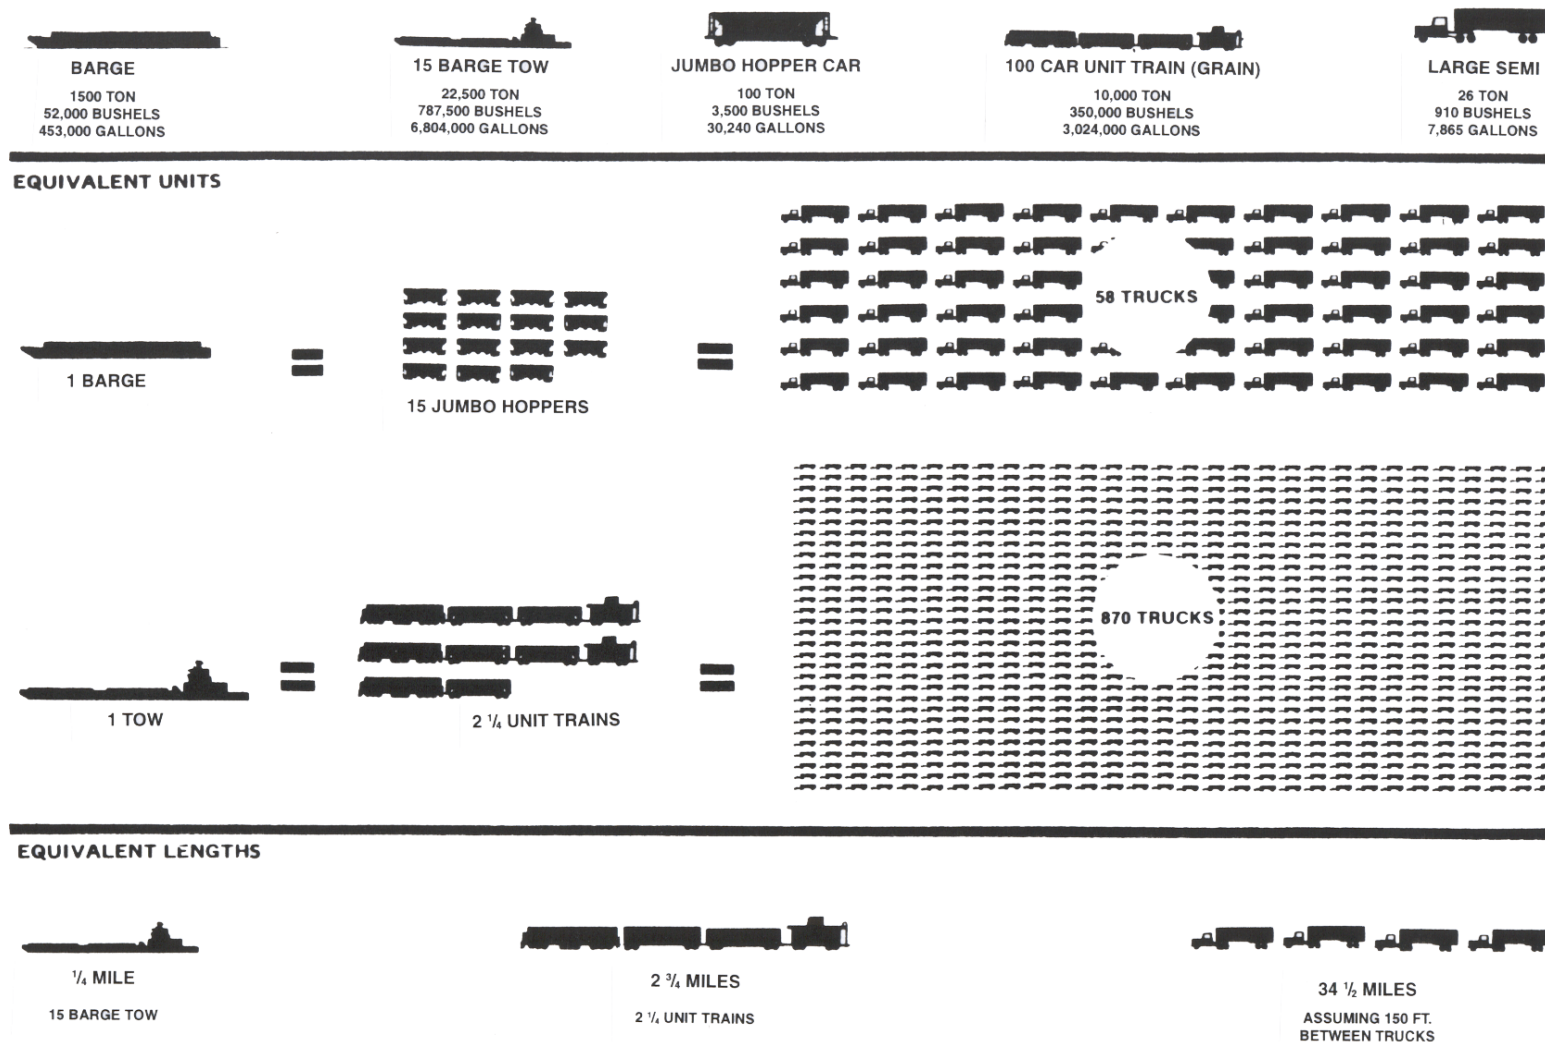 BARGE
1500 TON
52,000 BUSHELS
453,000 GALLONS
15 BARGE TOW
22,500 TON
787,500 BUSHELS
6,804,000 GALLONS
JUMBO HOPPER CAR
100 TON
3,500 BUSHELS
30,240 GALLONS
100 CAR UNIT TRAIN (GRAIN)
10,000 TON
350,000 BUSHELS
3,024,000 GALLONS
LARGE SEMI
26 TON
910 BUSHELS
7,865 GALLONS
EQUIVALENT UNITS
1 BARGE
=
15 JUMBO HOPPERS
=
58 TRUCKS
1 TOW
=
2 ¼ UNIT TRAINS
=
870 TRUCKS
EQUIVALENT LENGTHS
¼ MILE
15 BARGE TOW
2 ¾ MILES
2 ¼ UNIT TRAINS
34 ½ MILES
ASSUMING 150 FT.
BETWEEN TRUCKS